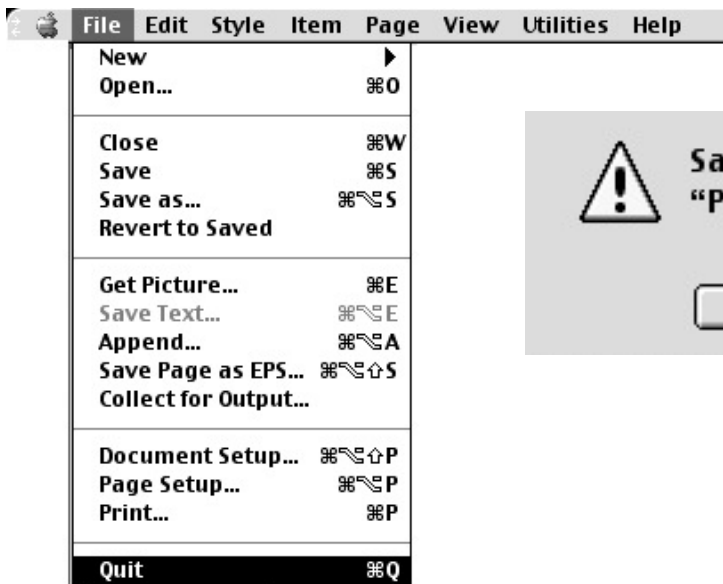 File Edit Style Item Page View Utilities Help
New
Open... ⌘O
Close ⌘W
Save ⌘S
Save as... ⌘⌥S
Revert to Saved
Get Picture... ⌘E
Save Text... ⌘⌥E
Append... ⌘⌥A
Save Page as EPS... ⌘⌥⇧S
Collect for Output...
Document Setup... ⌘⌥⇧P
Page Setup... ⌘⌥P
Print... ⌘P
Quit ⌘Q
Sa
“P